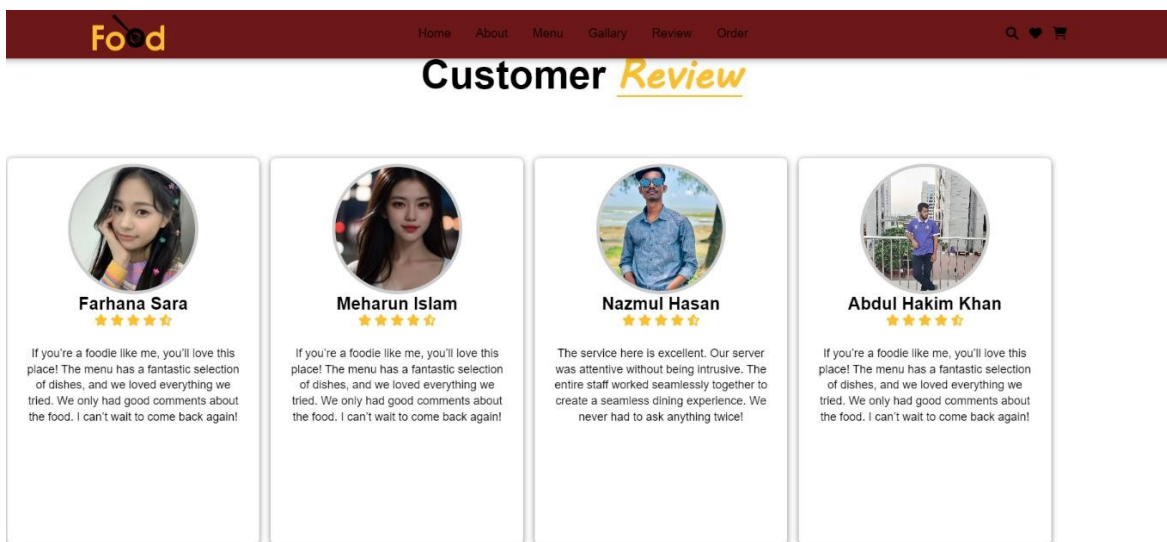 Food
Home About Menu Gallary Review Order
Customer Review
Farhana Sara
If you're a foodie like me, you'll love this
place! The menu has a fantastic selection
of dishes, and we loved everything we
tried. We only had good comments about
the food. I can't wait to come back again!
Meharun Islam
If you're a foodie like me, you'll love this
place! The menu has a fantastic selection
of dishes, and we loved everything we
tried. We only had good comments about
the food. I can't wait to come back again!
Nazmul Hasan
The service here is excellent. Our server
was attentive without being intrusive. The
entire staff worked seamlessly together to
create a seamless dining experience. We
never had to ask anything twice!
Abdul Hakim Khan
If you're a foodie like me, you'll love this
place! The menu has a fantastic selection
of dishes, and we loved everything we
tried. We only had good comments about
the food. I can't wait to come back again!